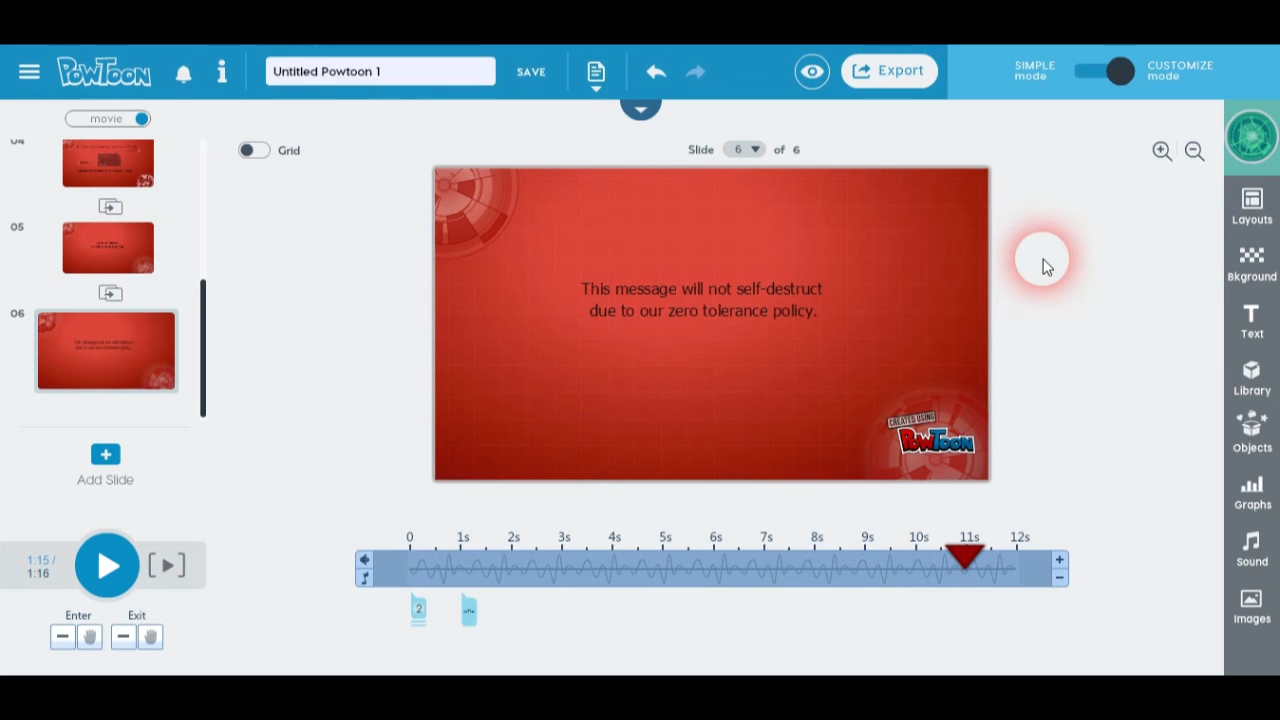 POWTOON
Untitled Powtoon 1
SAVE
Export
SIMPLE
mode
CUSTOMIZE
mode
movie
Grid
Slide 6 of 6
04
05
06
This message will not self-destruct
due to our zero tolerance policy.
CREATED USING
POWTOON
Add Slide
1:15 /
1:16
Enter
Exit
0 1s 2s 3s 4s 5s 6s 7s 8s 9s 10s 11s 12s
2
Layouts
Bkground
Text
Library
Objects
Graphs
Sound
Images